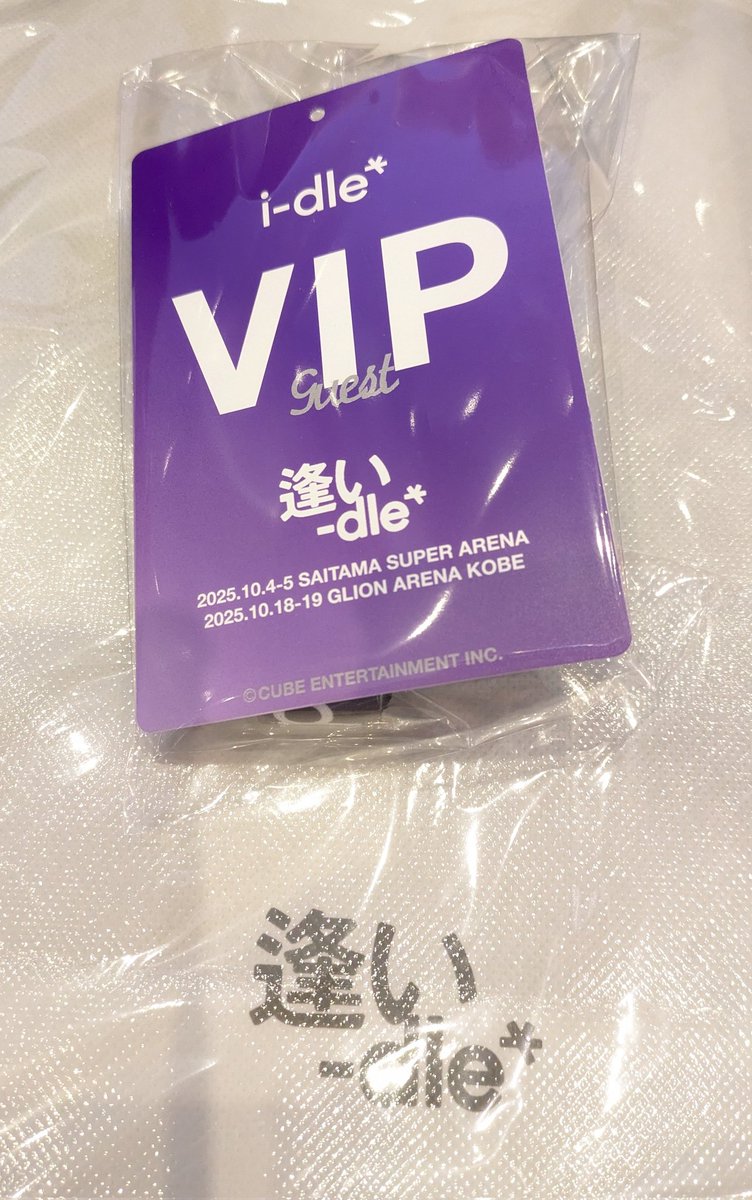 i-dle*
VIP
Guest
逢い
-dle*
2025.10.4-5 SAITAMA SUPER ARENA
2025.10.18-19 GLION ARENA KOBE
©CUBE ENTERTAINMENT INC.
逢い
-dle*